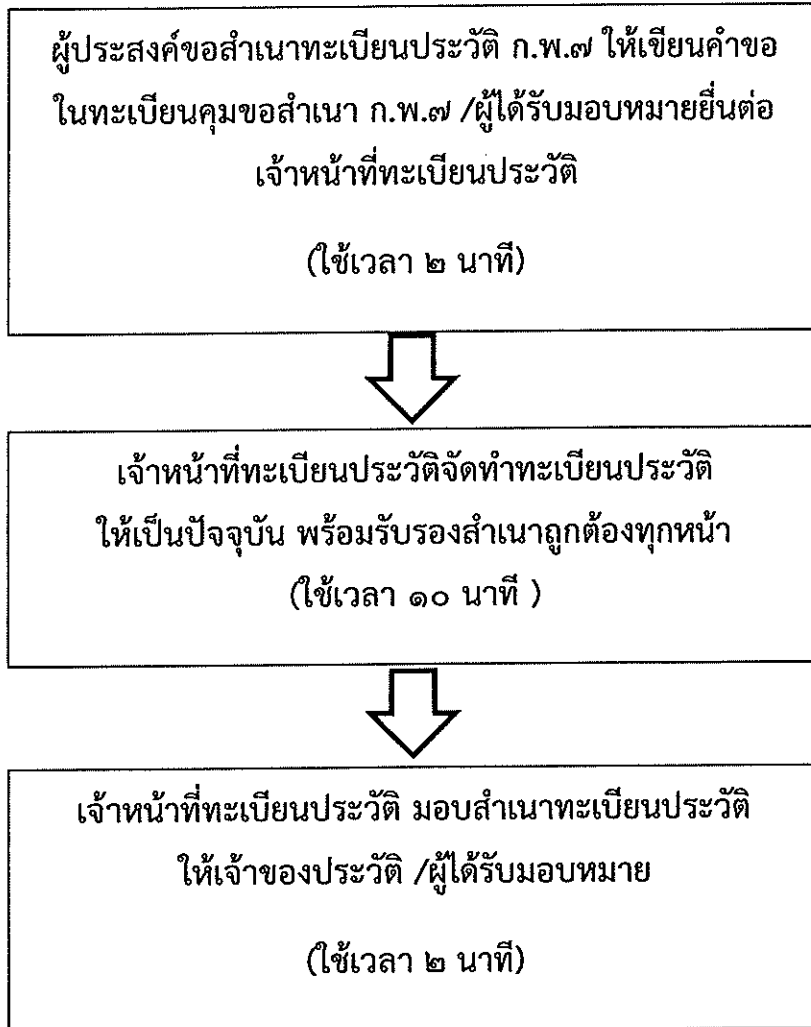 ผู้ประสงค์ขอสำเนาทะเบียนประวัติ ก.พ.๗ ให้เขียนคำขอ
ในทะเบียนคุมขอสำเนา ก.พ.๗ /ผู้ได้รับมอบหมายยื่นต่อ
เจ้าหน้าที่ทะเบียนประวัติ
(ใช้เวลา ๒ นาที)
เจ้าหน้าที่ทะเบียนประวัติจัดทำทะเบียนประวัติ
ให้เป็นปัจจุบัน พร้อมรับรองสำเนาถูกต้องทุกหน้า
(ใช้เวลา ๑๐ นาที )
เจ้าหน้าที่ทะเบียนประวัติ มอบสำเนาทะเบียนประวัติ
ให้เจ้าของประวัติ /ผู้ได้รับมอบหมาย
(ใช้เวลา ๒ นาที)